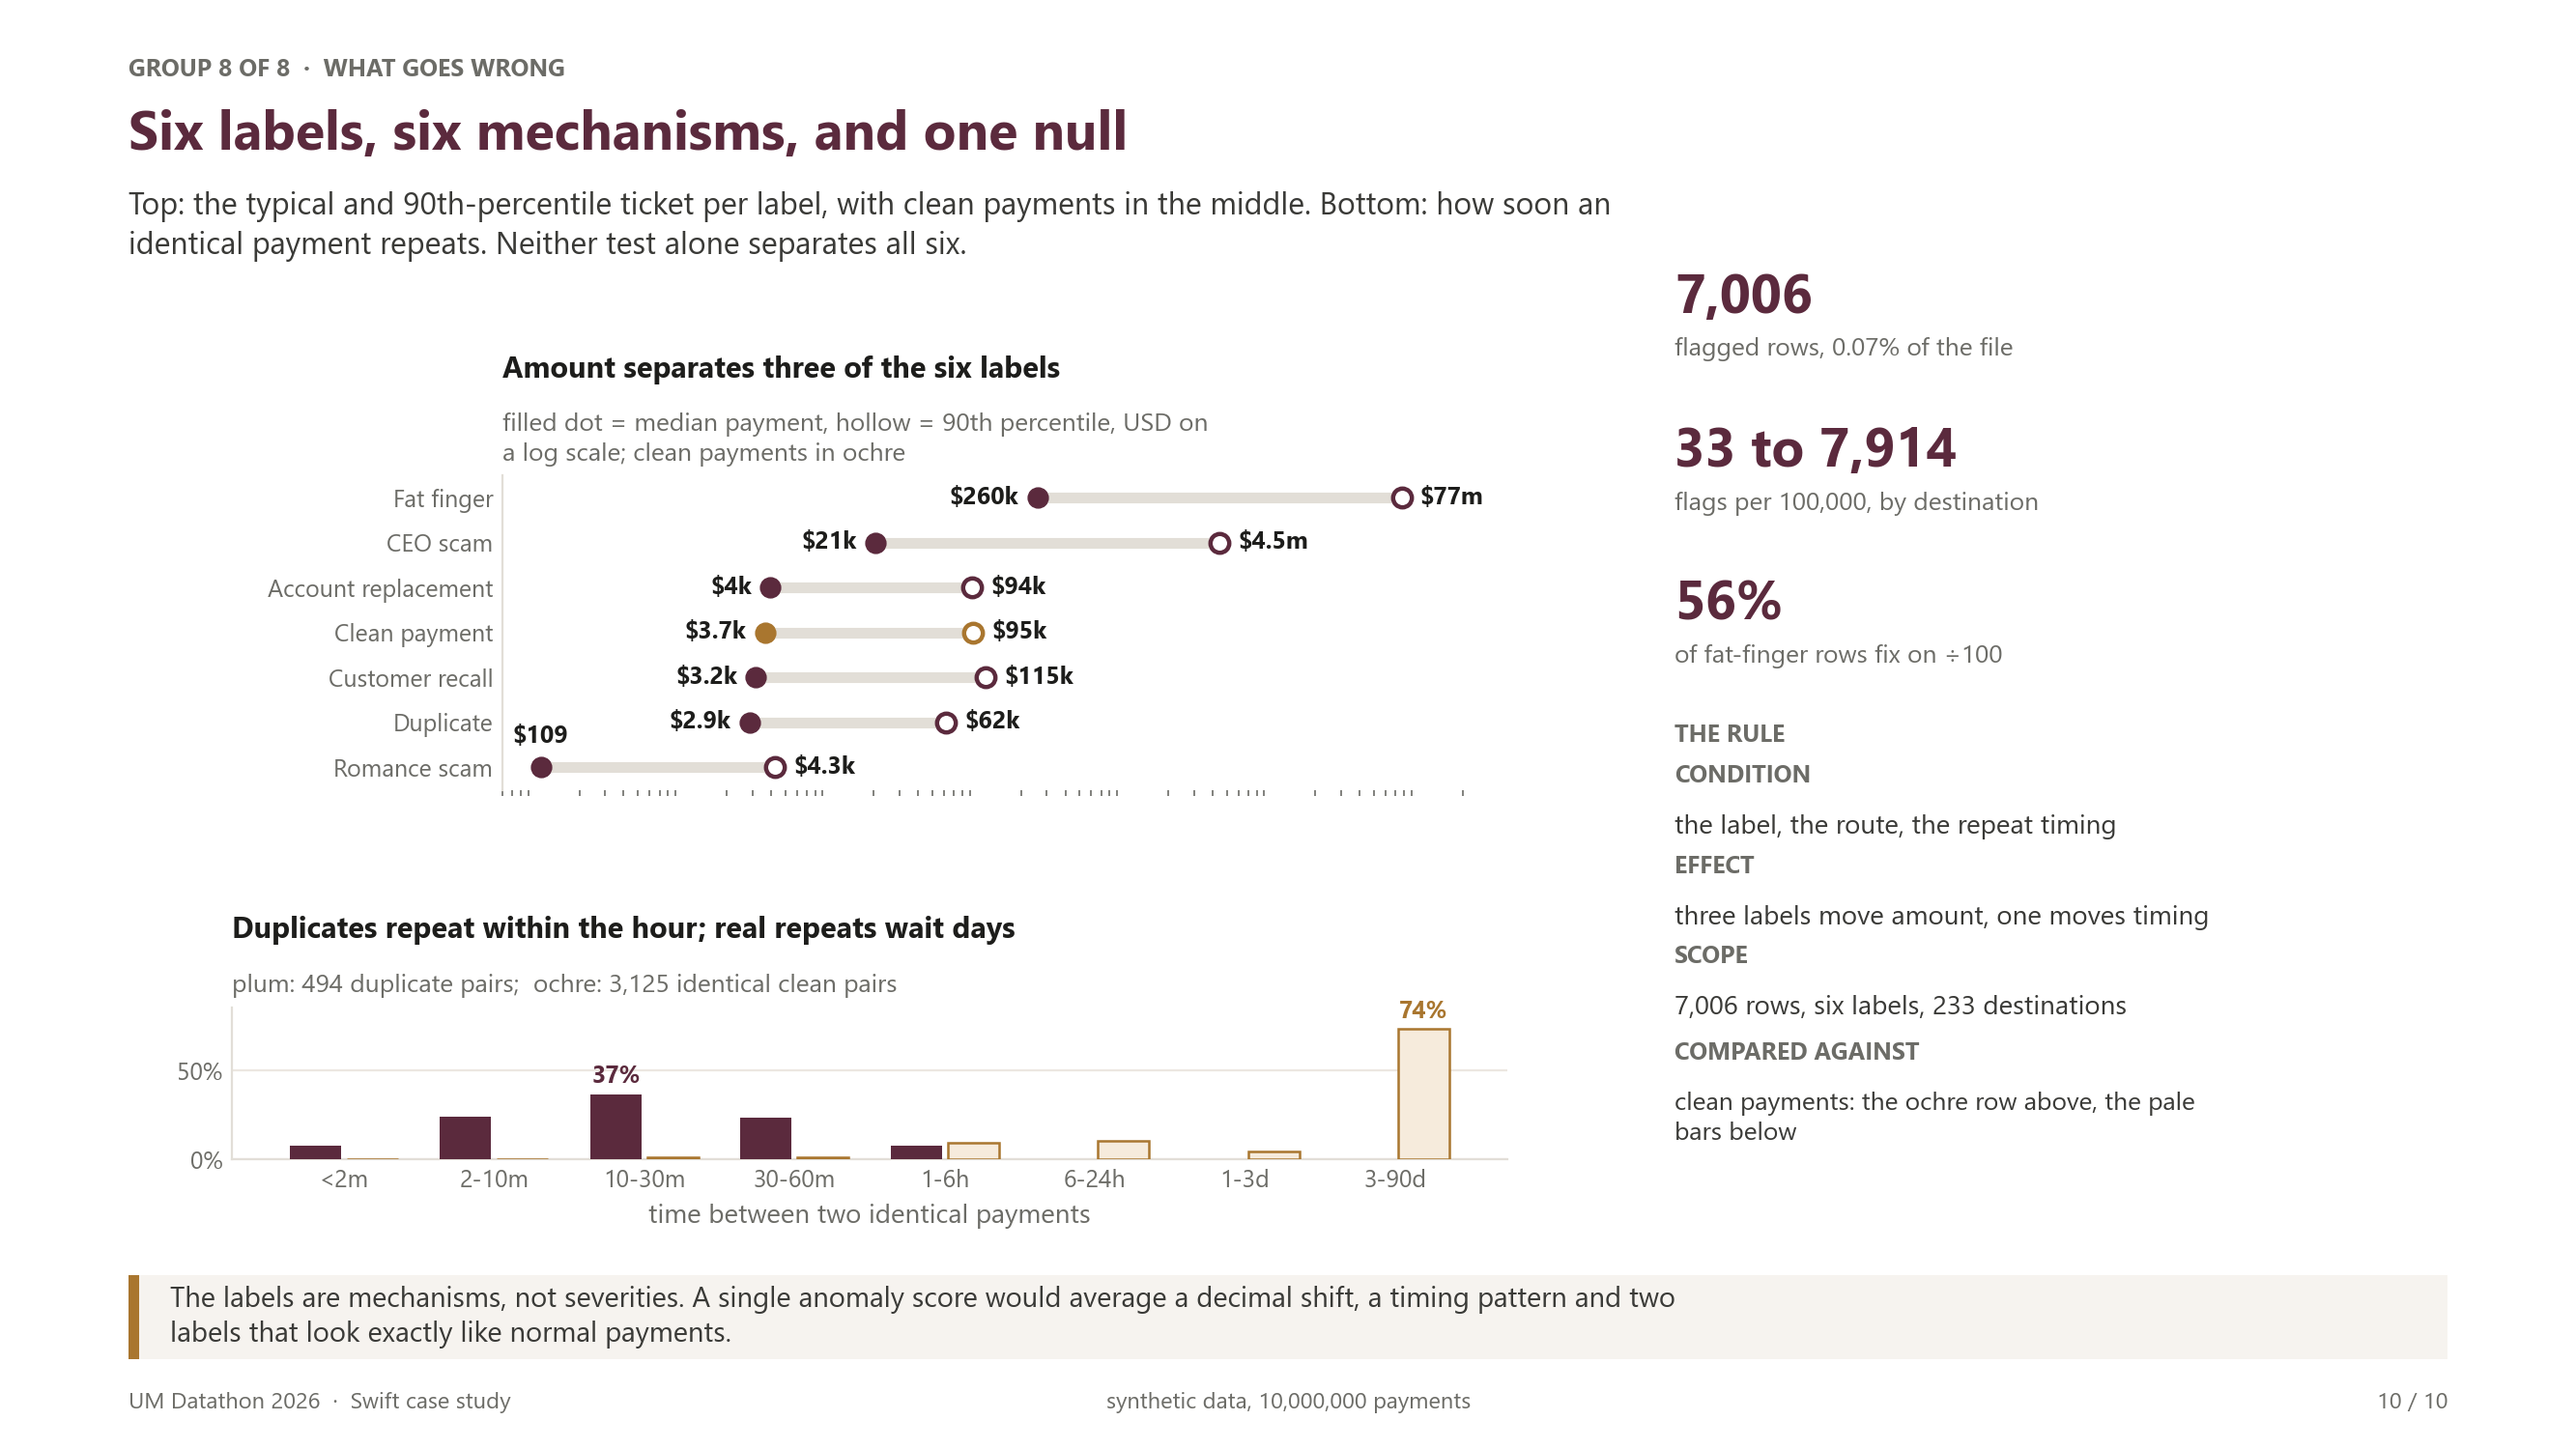 GROUP 8 OF 8 · WHAT GOES WRONG
Six labels, six mechanisms, and one null
Top: the typical and 90th-percentile ticket per label, with clean payments in the middle. Bottom: how soon an
identical payment repeats. Neither test alone separates all six.
Amount separates three of the six labels
filled dot = median payment, hollow = 90th percentile, USD on
a log scale; clean payments in ochre
Fat finger $260k $77m
CEO scam $21k $4.5m
Account replacement $4k $94k
Clean payment $3.7k $95k
Customer recall $3.2k $115k
Duplicate $2.9k $62k
Romance scam $109 $4.3k
Duplicates repeat within the hour; real repeats wait days
plum: 494 duplicate pairs; ochre: 3,125 identical clean pairs
74%
50%
37%
0%
<2m 2-10m 10-30m 30-60m 1-6h 6-24h 1-3d 3-90d
time between two identical payments
7,006
flagged rows, 0.07% of the file
33 to 7,914
flags per 100,000, by destination
56%
of fat-finger rows fix on ÷100
THE RULE
CONDITION
the label, the route, the repeat timing
EFFECT
three labels move amount, one moves timing
SCOPE
7,006 rows, six labels, 233 destinations
COMPARED AGAINST
clean payments: the ochre row above, the pale
bars below
The labels are mechanisms, not severities. A single anomaly score would average a decimal shift, a timing pattern and two
labels that look exactly like normal payments.
UM Datathon 2026 · Swift case study
synthetic data, 10,000,000 payments
10 / 10